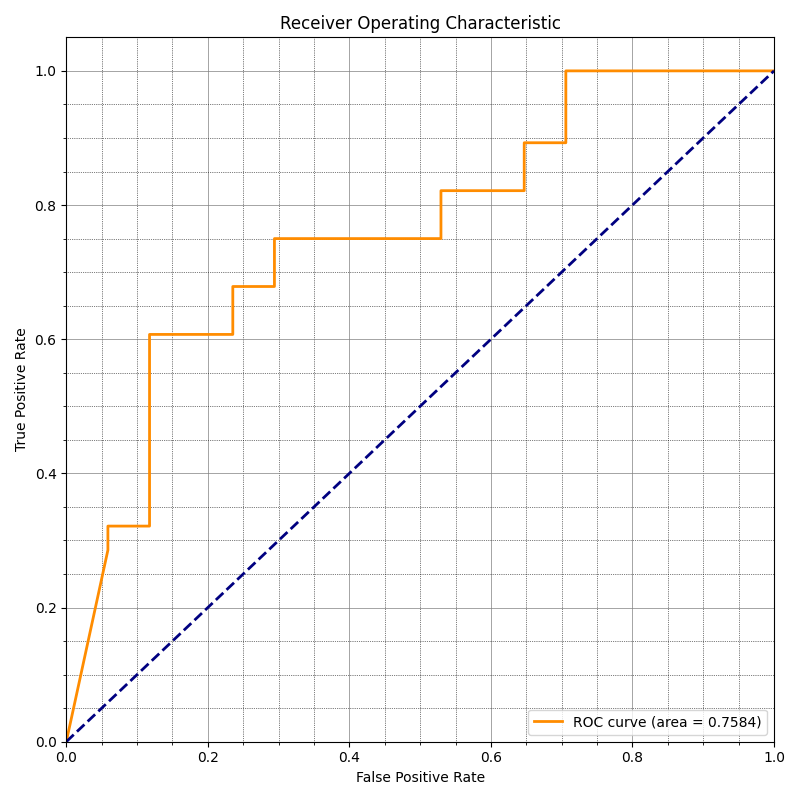 Receiver Operating Characteristic
True Positive Rate
1.0
0.8
0.6
0.4
0.2
0.0
ROC curve (area = 0.7584)
0.0 0.2 0.4 0.6 0.8 1.0
False Positive Rate